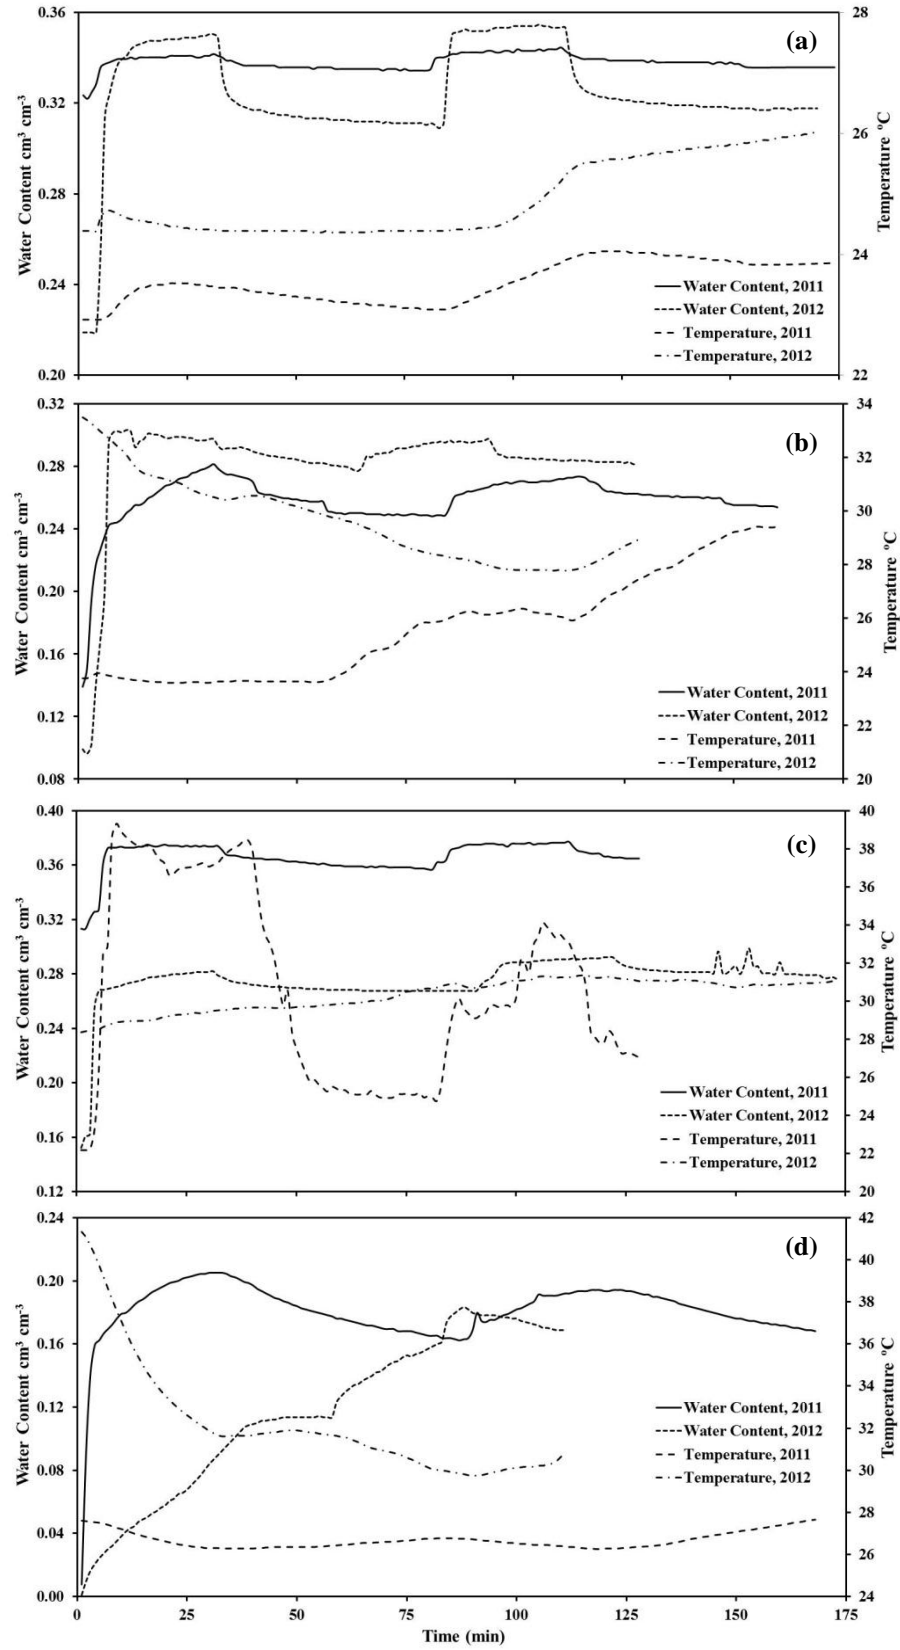 0.36
0.32
0.28
0.24
0.20
Water Content cm³ cm⁻³
(a)
28
26
24
22
Temperature ºC
Water Content, 2011
Water Content, 2012
Temperature, 2011
Temperature, 2012
0.32
0.28
0.24
0.20
0.16
0.12
0.08
Water Content cm³ cm⁻³
(b)
34
32
30
28
26
24
22
20
Temperature ºC
Water Content, 2011
Water Content, 2012
Temperature, 2011
Temperature, 2012
0.40
0.36
0.32
0.28
0.24
0.20
0.16
0.12
Water Content cm³ cm⁻³
(c)
40
38
36
34
32
30
28
26
24
22
20
Temperature ºC
Water Content, 2011
Water Content, 2012
Temperature, 2011
Temperature, 2012
0.24
0.20
0.16
0.12
0.08
0.04
0.00
Water Content cm³ cm⁻³
(d)
42
40
38
36
34
32
30
28
26
24
Temperature ºC
Water Content, 2011
Water Content, 2012
Temperature, 2011
Temperature, 2012
0 25 50 75 100 125 150 175
Time (min)